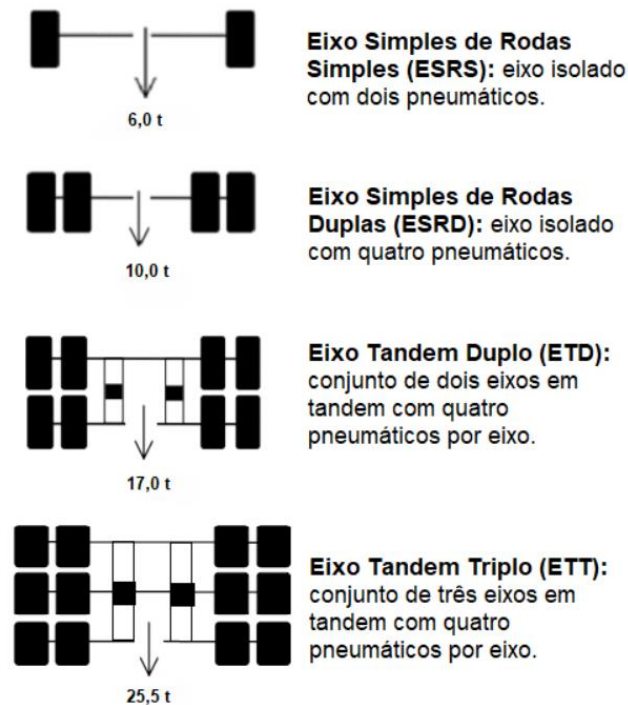 Eixo Simples de Rodas
Simples (ESRS): eixo isolado
com dois pneumáticos.
6,0 t
Eixo Simples de Rodas
Duplas (ESRD): eixo isolado
com quatro pneumáticos.
10,0 t
Eixo Tandem Duplo (ETD):
conjunto de dois eixos em
tandem com quatro
pneumáticos por eixo.
17,0 t
Eixo Tandem Triplo (ETT):
conjunto de três eixos em
tandem com quatro
pneumáticos por eixo.
25,5 t